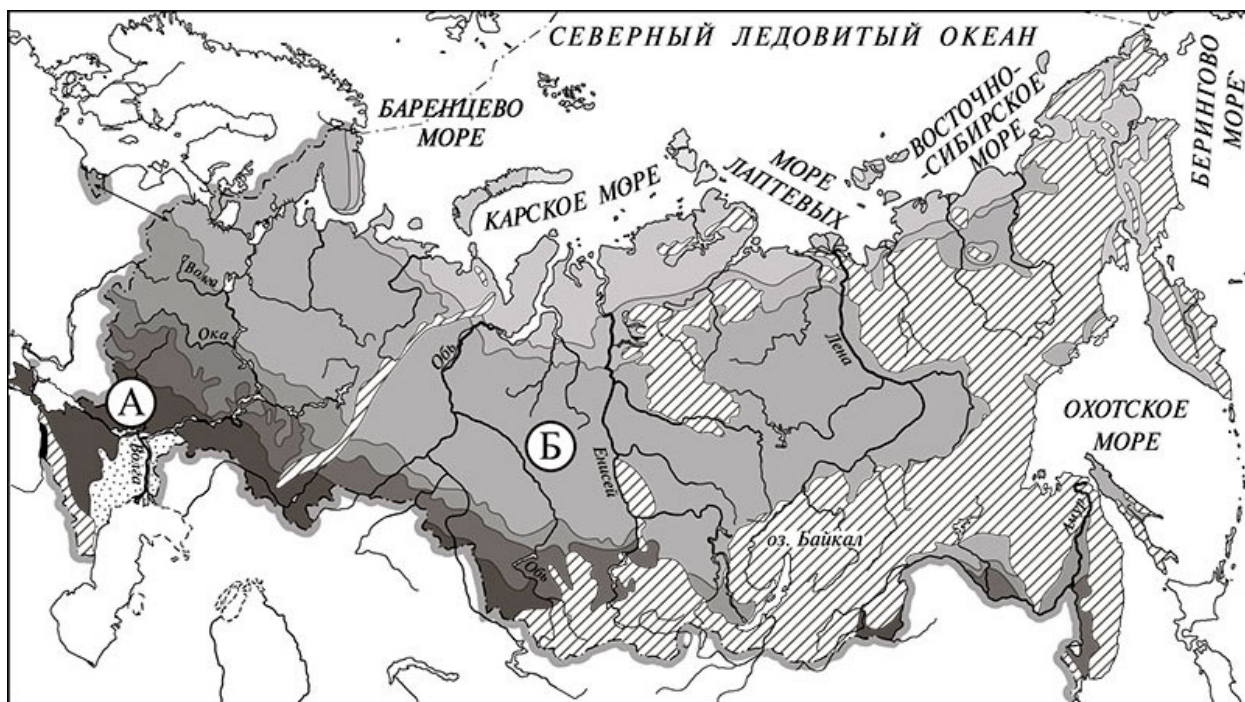 СЕВЕРНЫЙ ЛЕДОВИТЫЙ ОКЕАН
БАРЕНЦЕВО
МОРЕ
КАРСКОЕ МОРЕ
МОРЕ
ЛАПТЕВЫХ
ВОСТОЧНО-
СИБИРСКОЕ
МОРЕ
БЕРИНГОВО
МОРЕ
Волга
Ока
Обь
Лена
А
Б
Енисей
Волга
ОХОТСКОЕ
МОРЕ
оз. Байкал
Амур
Обь